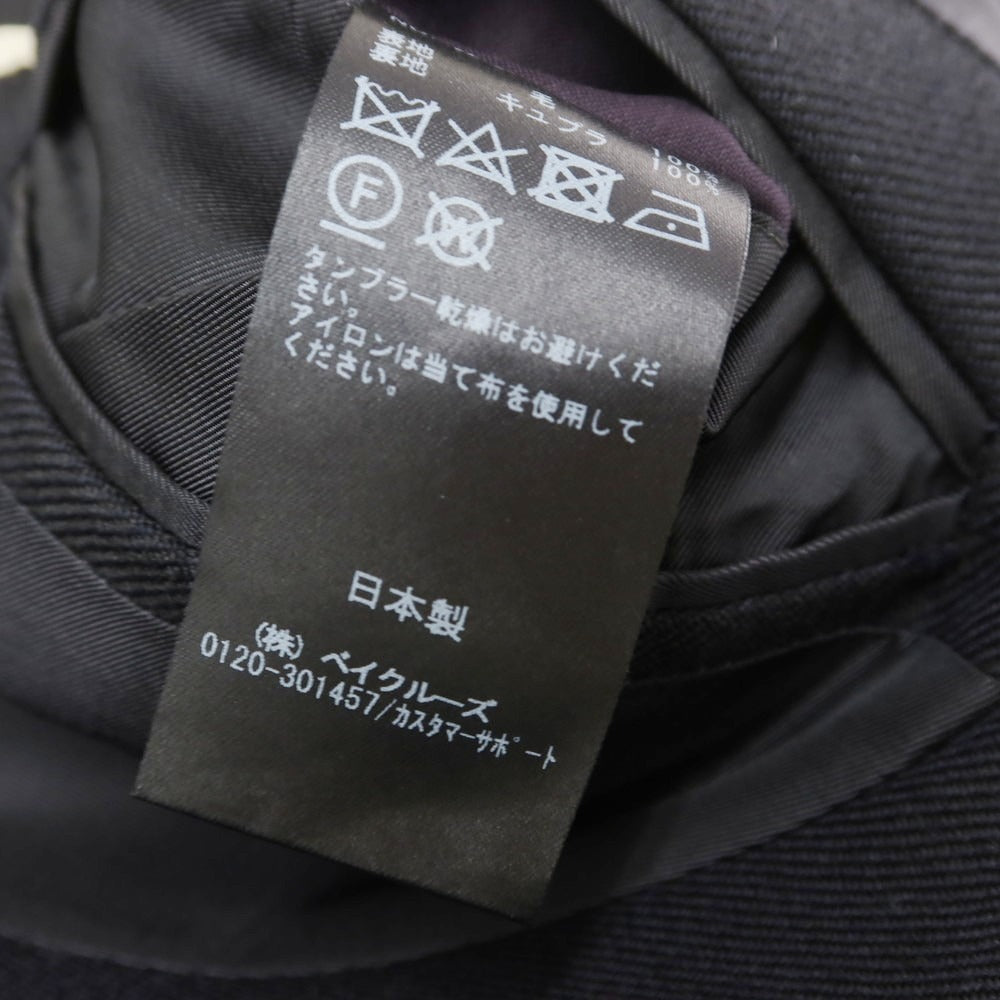 表地
毛 100%
裏地
キュプラ 100%
F
W
タンブラー乾燥はお避けくだ
さい。
アイロンは当て布を使用して
ください。
日本製
(株) ベイクルーズ
0120-301457/カスタマーサポート